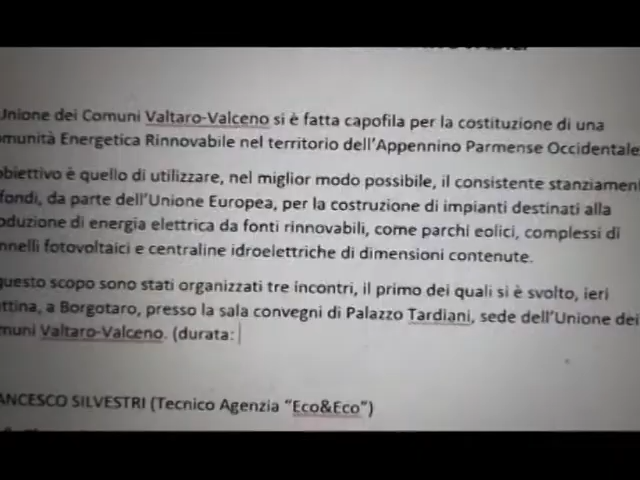 Unione dei Comuni Valtaro-Valceno si è fatta capofila per la costituzione di una
omunità Energetica Rinnovabile nel territorio dell'Appennino Parmense Occidentale
obiettivo è quello di utilizzare, nel miglior modo possibile, il consistente stanziamen
fondi, da parte dell'Unione Europea, per la costruzione di impianti destinati alla
oduzione di energia elettrica da fonti rinnovabili, come parchi eolici, complessi di
nnelli fotovoltaici e centraline idroelettriche di dimensioni contenute.
questo scopo sono stati organizzati tre incontri, il primo dei quali si è svolto, ieri
attina, a Borgotaro, presso la sala convegni di Palazzo Tardiani, sede dell'Unione dei
muni Valtaro-Valceno. (durata:
ANCESCO SILVESTRI (Tecnico Agenzia "Eco&Eco")